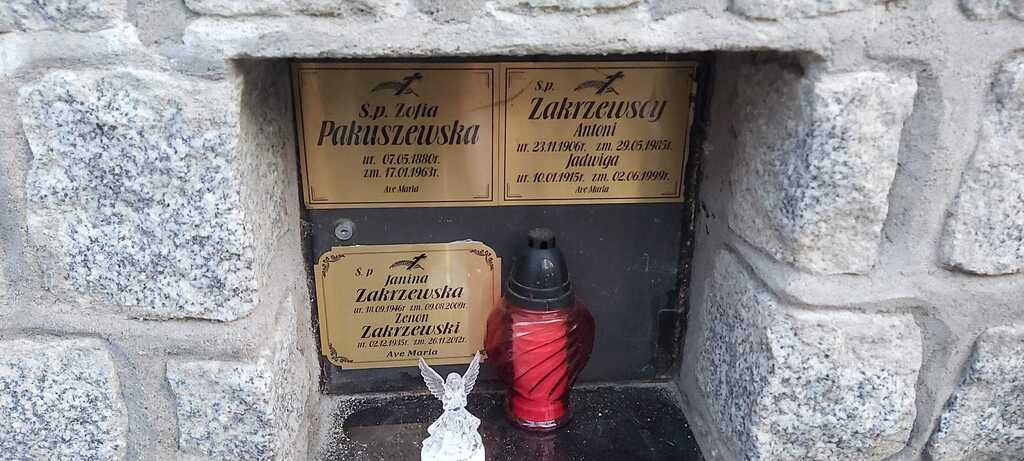 Ś.p. Zofia
Pakuszewska
ur. 07.05.1880r.
zm. 17.01.1963r.
Ave Maria
Ś.p.
Zakrzewscy
Antoni
ur. 23.11.1906r. zm. 29.05.1985r.
Jadwiga
ur. 10.01.1915r. zm. 02.06.1999r.
Ave Maria
Ś.p
Janina
Zakrzewska
ur. 18.09.1946r zm. 09.08.2009r.
Zenon
Zakrzewski
ur. 02.12.1935r. zm. 26.11.2012r.
Ave Maria